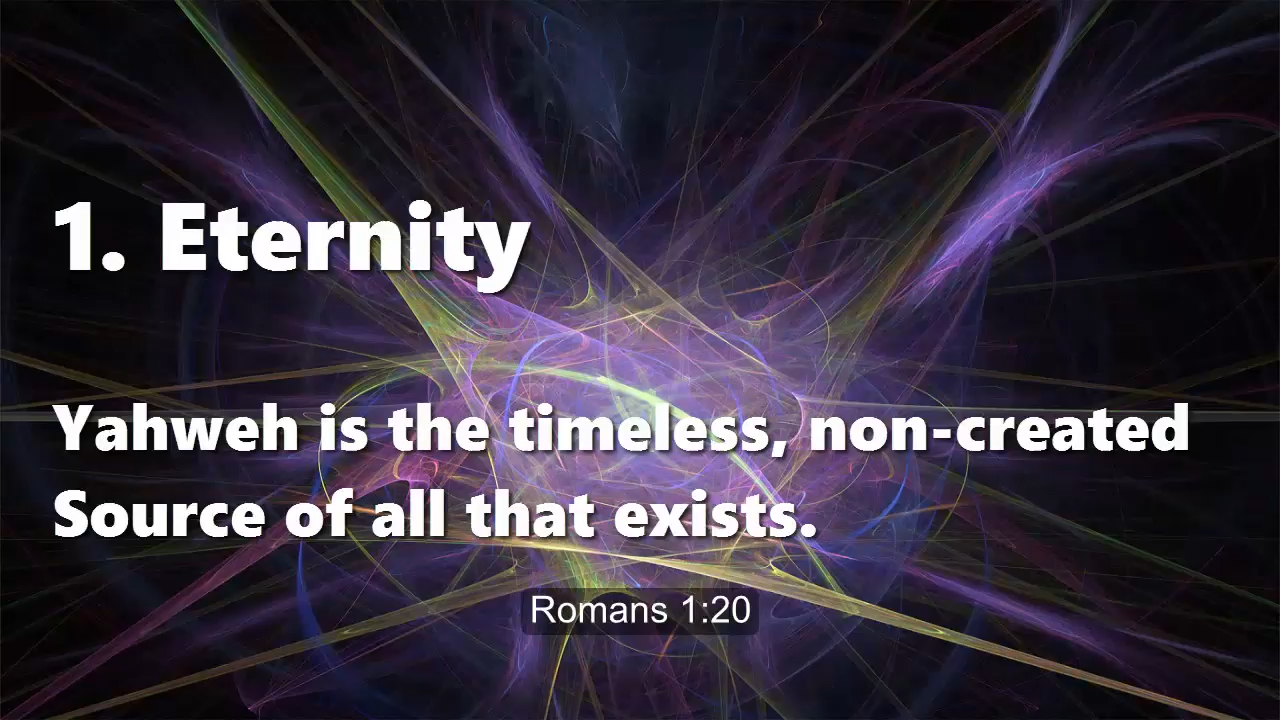 1. Eternity
Yahweh is the timeless, non-created
Source of all that exists.
Romans 1:20